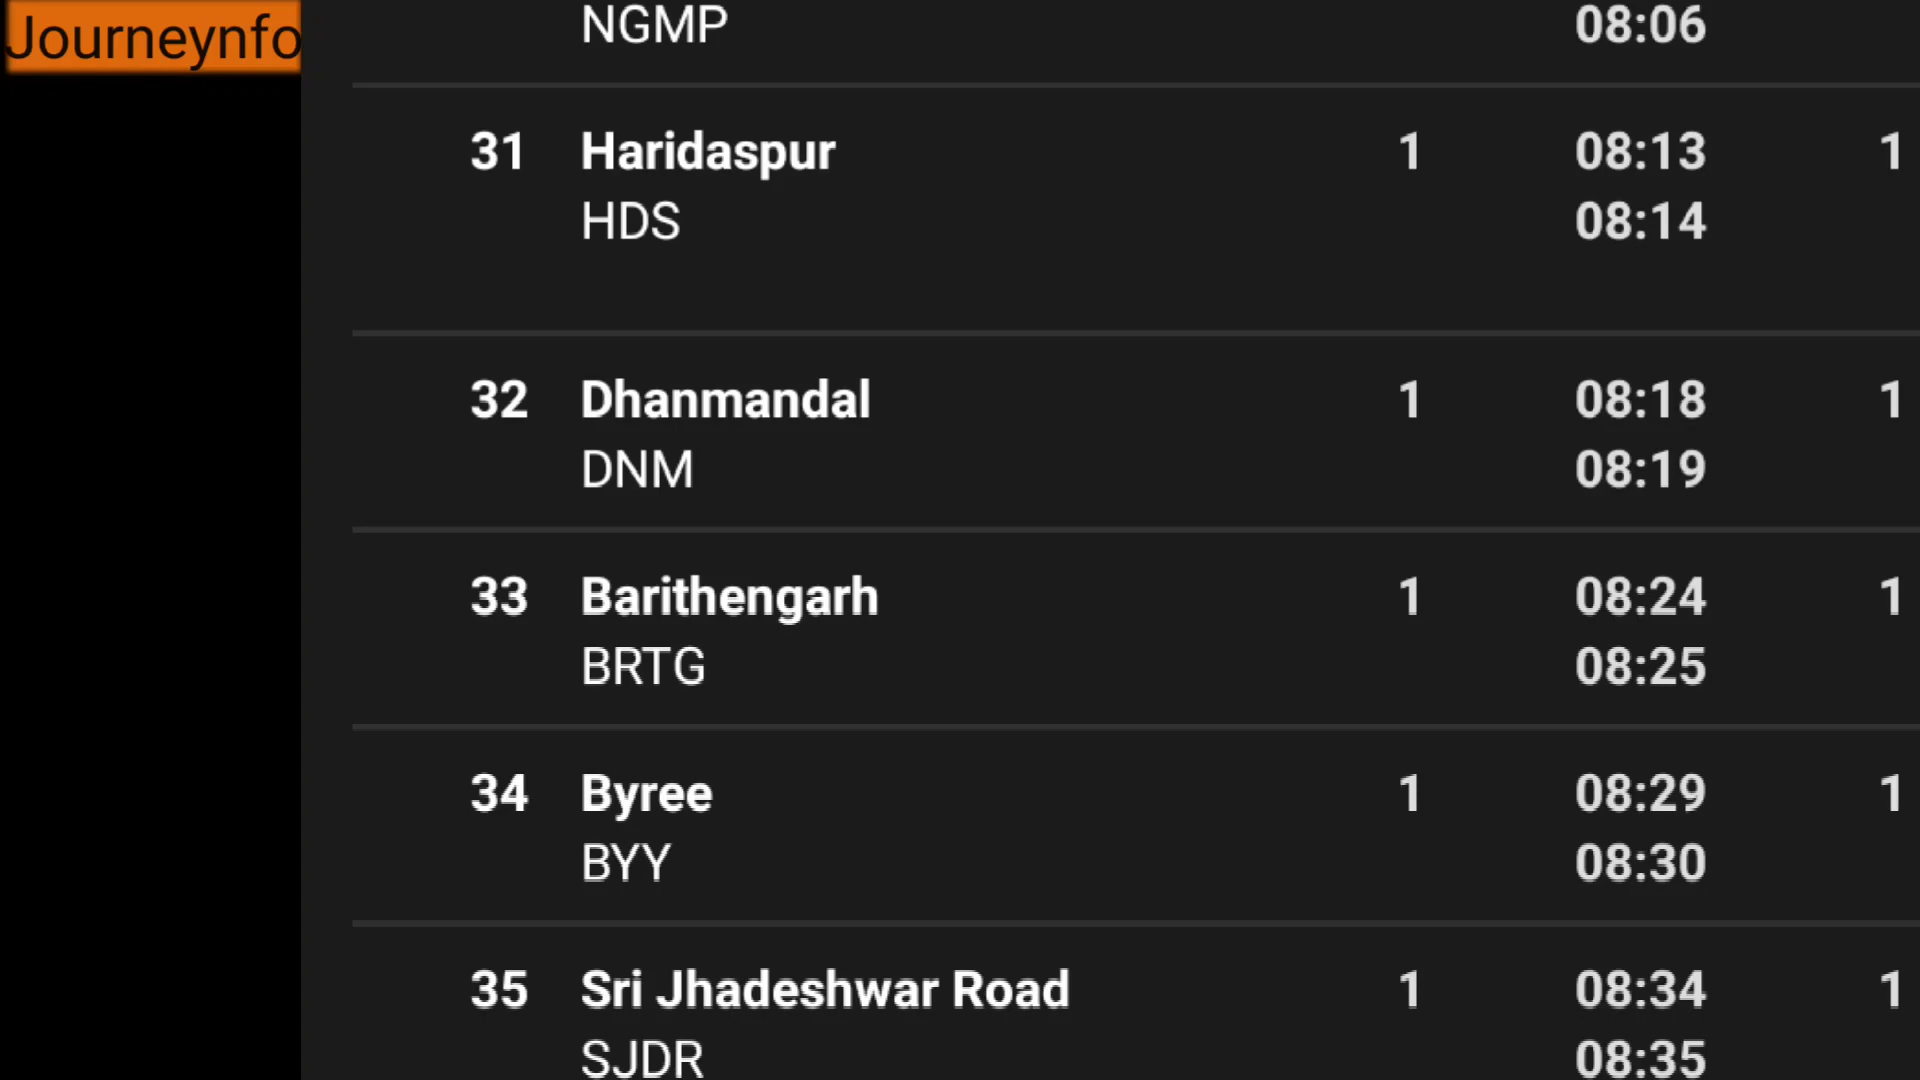 Journeynfo
NGMP 08:06
31 Haridaspur 1 08:13 1
HDS 08:14
32 Dhanmandal 1 08:18 1
DNM 08:19
33 Barithengarh 1 08:24 1
BRTG 08:25
34 Byree 1 08:29 1
BYY 08:30
35 Sri Jhadeshwar Road 1 08:34 1
SJDR 08:35